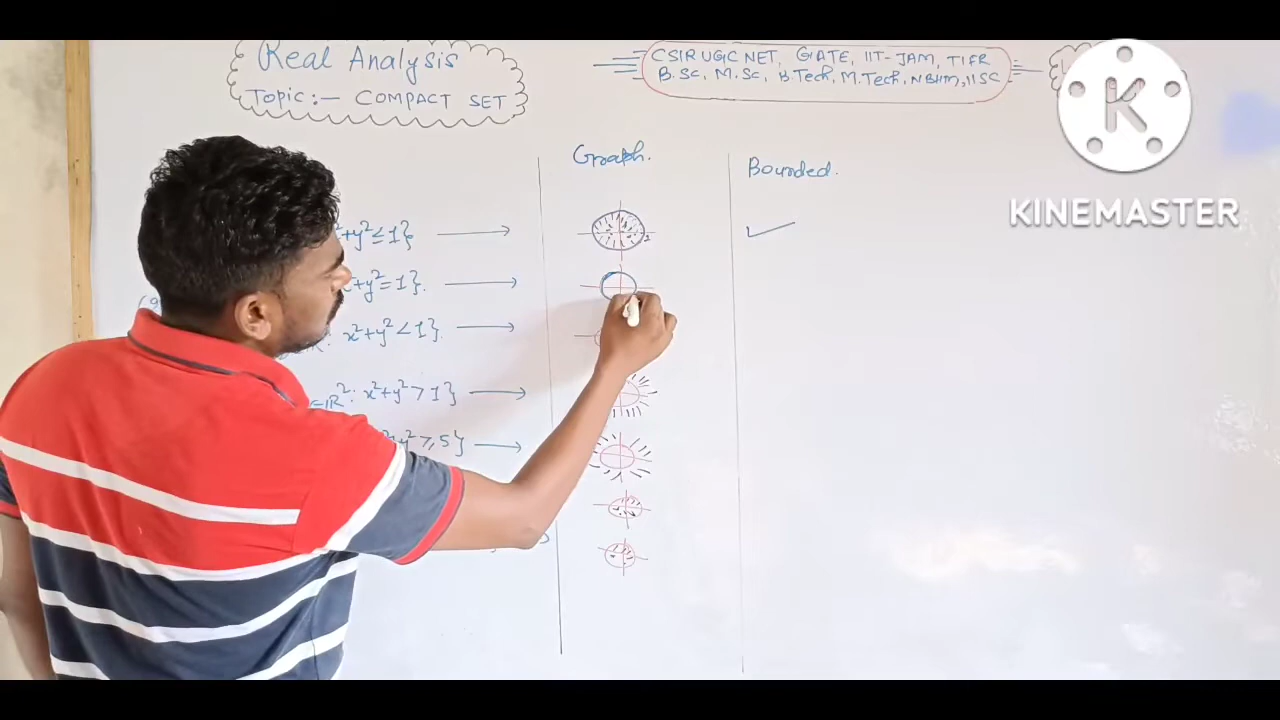 Real Analysis
Topic:- COMPACT SET
CSIR UGC NET, GATE, IIT-JAM, TIFR
B.Sc, M.Sc, B.Tech, M.Tech, NBHM, IISC
K
KINEMASTER
Graph.
Bounded.
+y²≤1}
+y²=1}.
x²+y²<1}.
∈ℝ²: x²+y²>1}
y²≥5}